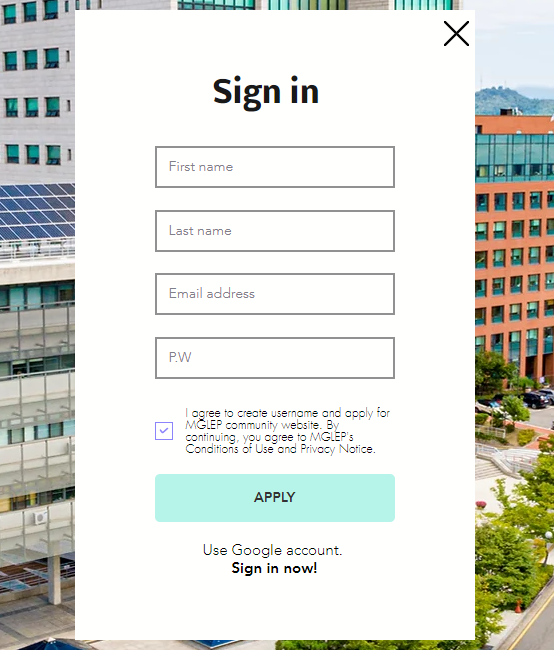 Sign in
First name
Last name
Email address
P.W
I agree to create username and apply for
MGLEP community website. By
continuing, you agree to MGLEP's
Conditions of Use and Privacy Notice.
APPLY
Use Google account.
Sign in now!